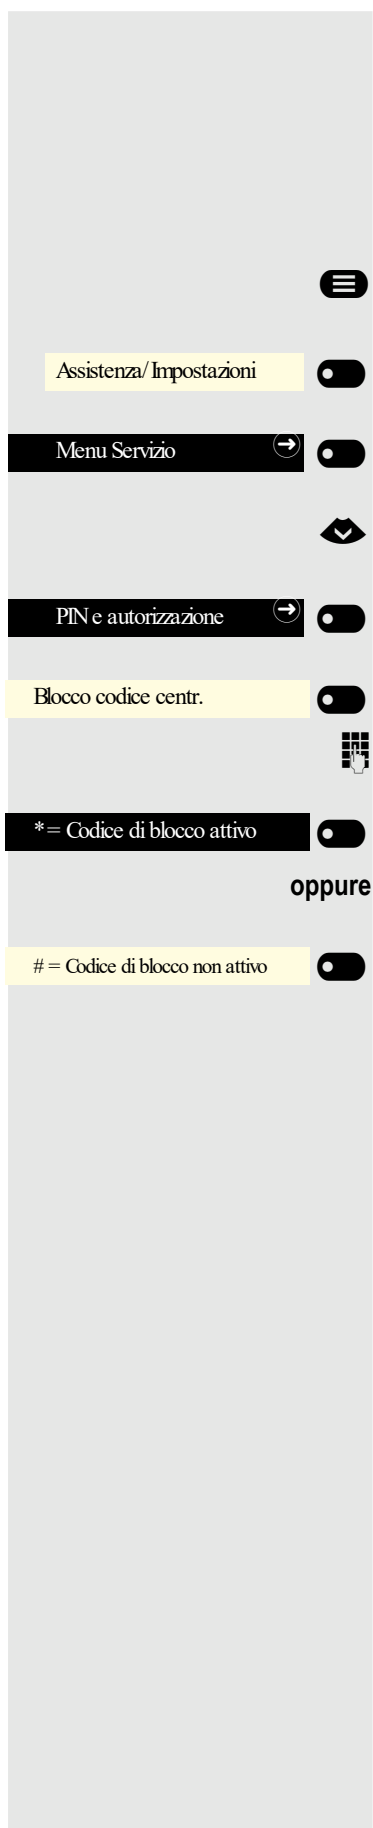 Assistenza/Impostazioni
Menu Servizio
PIN e autorizzazione
Blocco codice centr.
*= Codice di blocco attivo
oppure
# = Codice di blocco non attivo